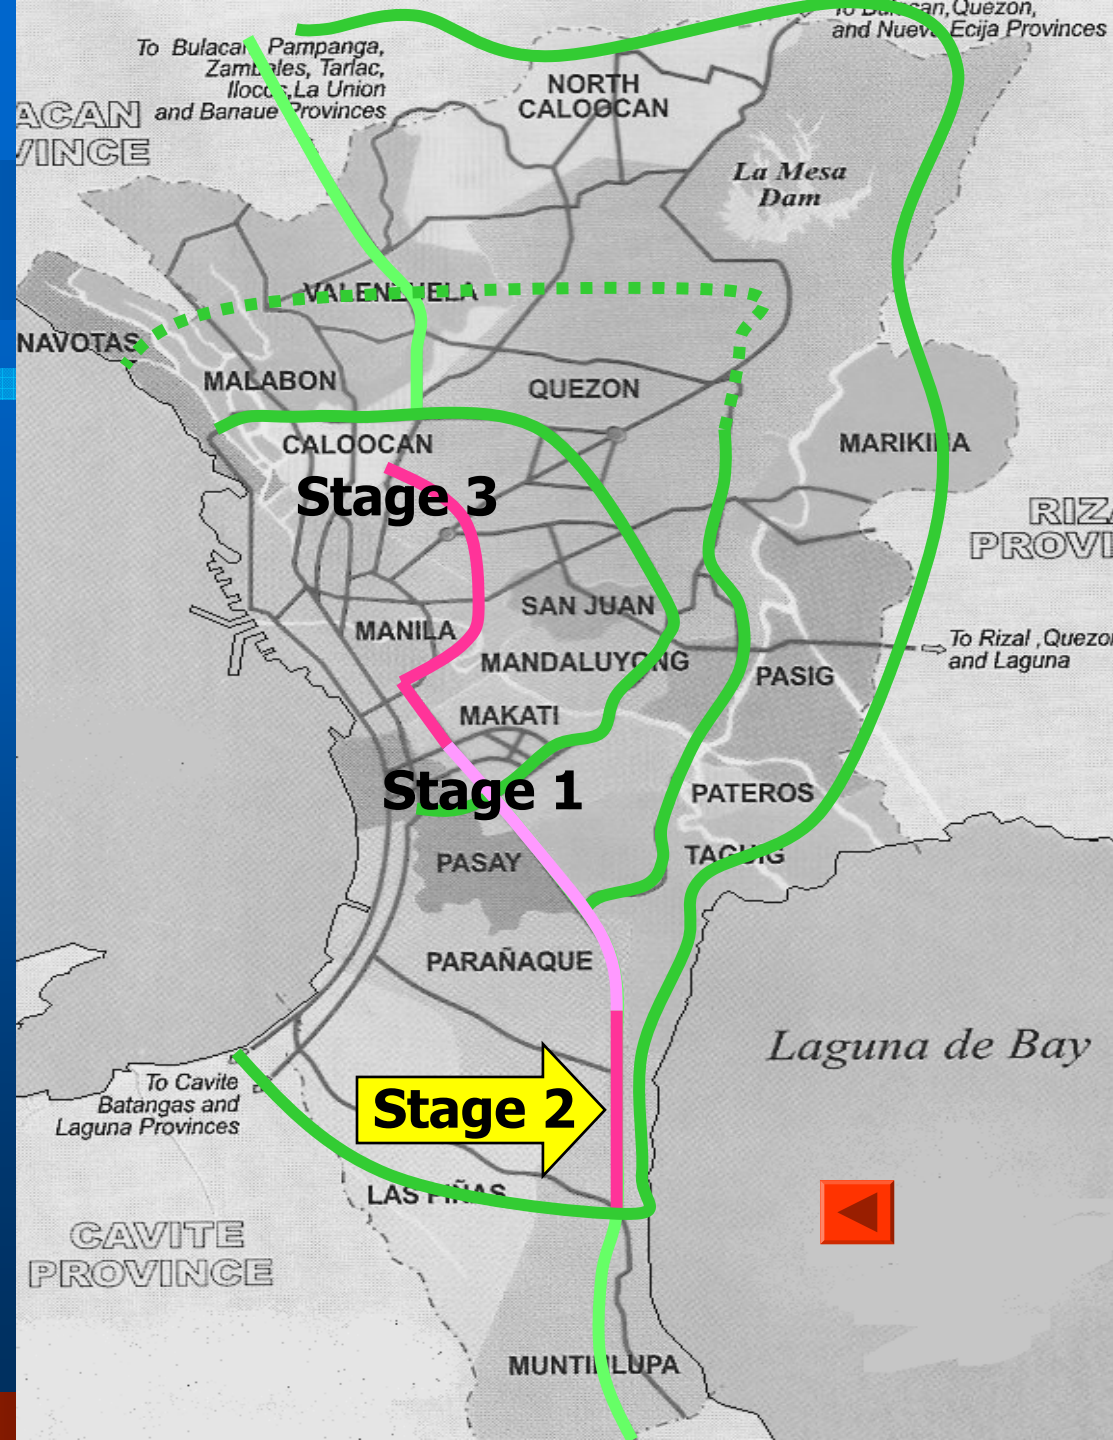 To Bulacan, Quezon,
and Nueva Ecija Provinces
To Bulacan, Pampanga,
Zambales, Tarlac,
Ilocos, La Union
and Banaue Provinces
ACAN
VINCE
NORTH
CALOOCAN
La Mesa
Dam
VALENZUELA
NAVOTAS
MALABON
QUEZON
CALOOCAN
MARIKINA
Stage 3
RIZA
PROVI
SAN JUAN
MANILA
To Rizal ,Quezon
and Laguna
MANDALUYONG
PASIG
MAKATI
Stage 1
PATEROS
TAGUIG
PASAY
PARAÑAQUE
Laguna de Bay
To Cavite
Batangas and
Laguna Provinces
Stage 2
LAS PIÑAS
CAVITE
PROVINCE
MUNTINLUPA